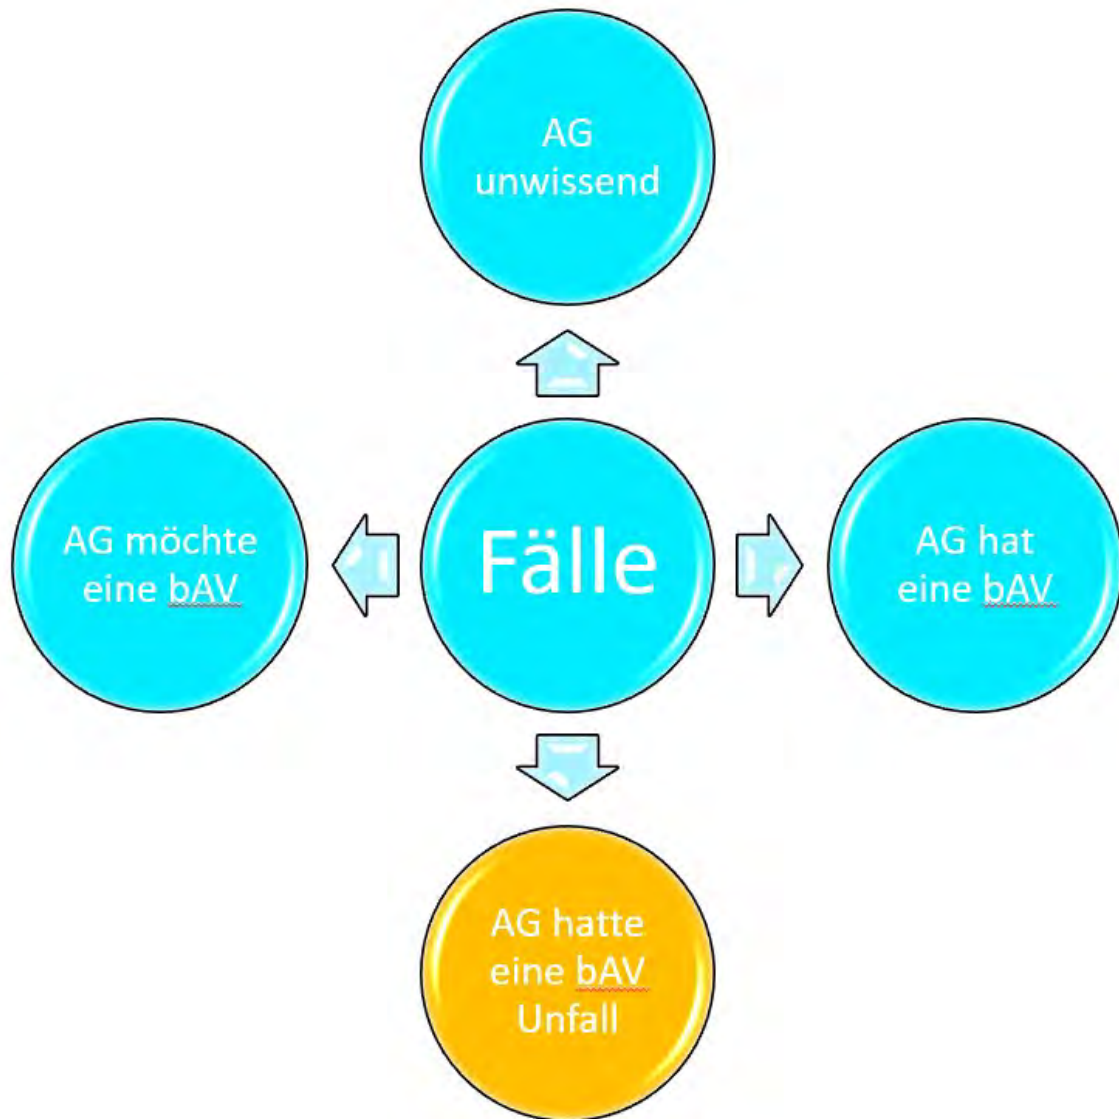 AG
unwissend
AG möchte
eine bAV
Fälle
AG hat
eine bAV
AG hatte
eine bAV
Unfall